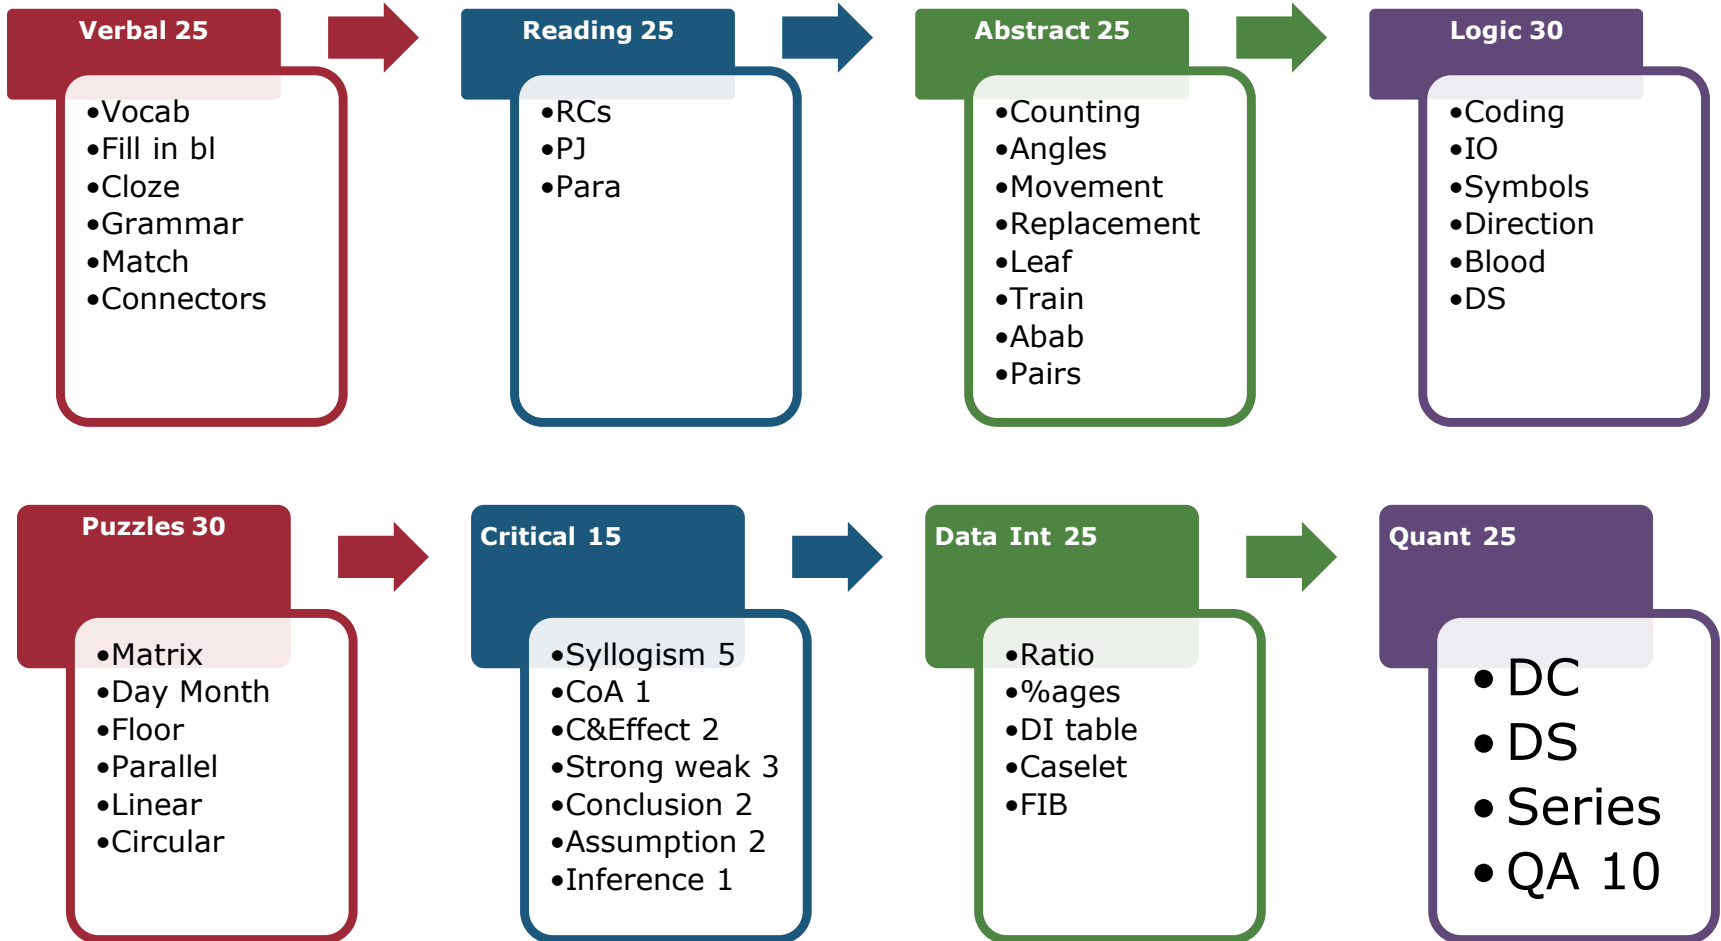 Verbal 25
•Vocab
•Fill in bl
•Cloze
•Grammar
•Match
•Connectors
Reading 25
•RCs
•PJ
•Para
Abstract 25
•Counting
•Angles
•Movement
•Replacement
•Leaf
•Train
•Abab
•Pairs
Logic 30
•Coding
•IO
•Symbols
•Direction
•Blood
•DS
Puzzles 30
•Matrix
•Day Month
•Floor
•Parallel
•Linear
•Circular
Critical 15
•Syllogism 5
•CoA 1
•C&Effect 2
•Strong weak 3
•Conclusion 2
•Assumption 2
•Inference 1
Data Int 25
•Ratio
•%ages
•DI table
•Caselet
•FIB
Quant 25
• DC
• DS
• Series
• QA 10